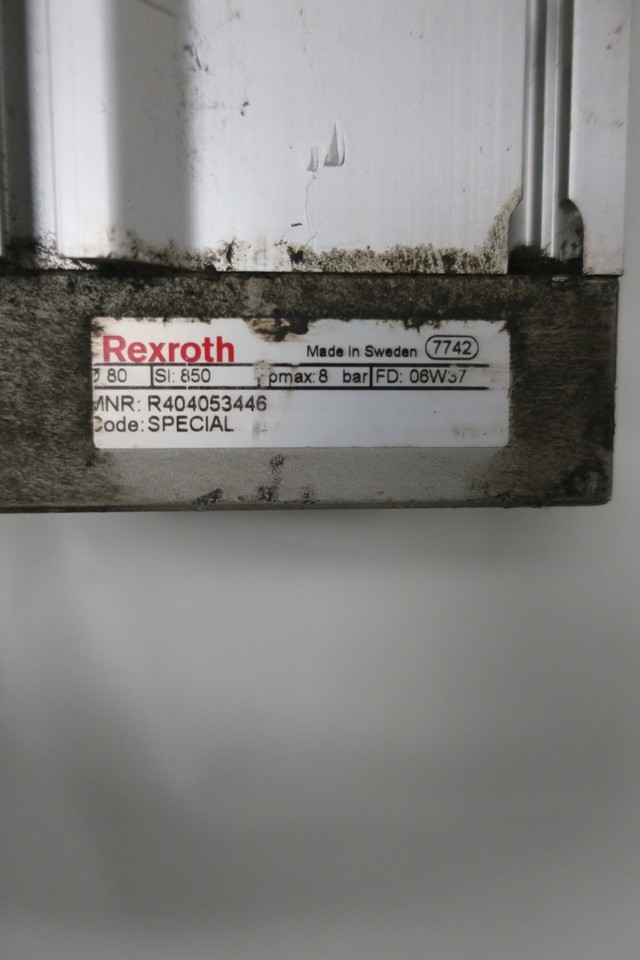 Rexroth Made in Sweden 7742
80 SI: 850 pmax: 8 bar FD: 06W37
MNR: R404053446
Code: SPECIAL